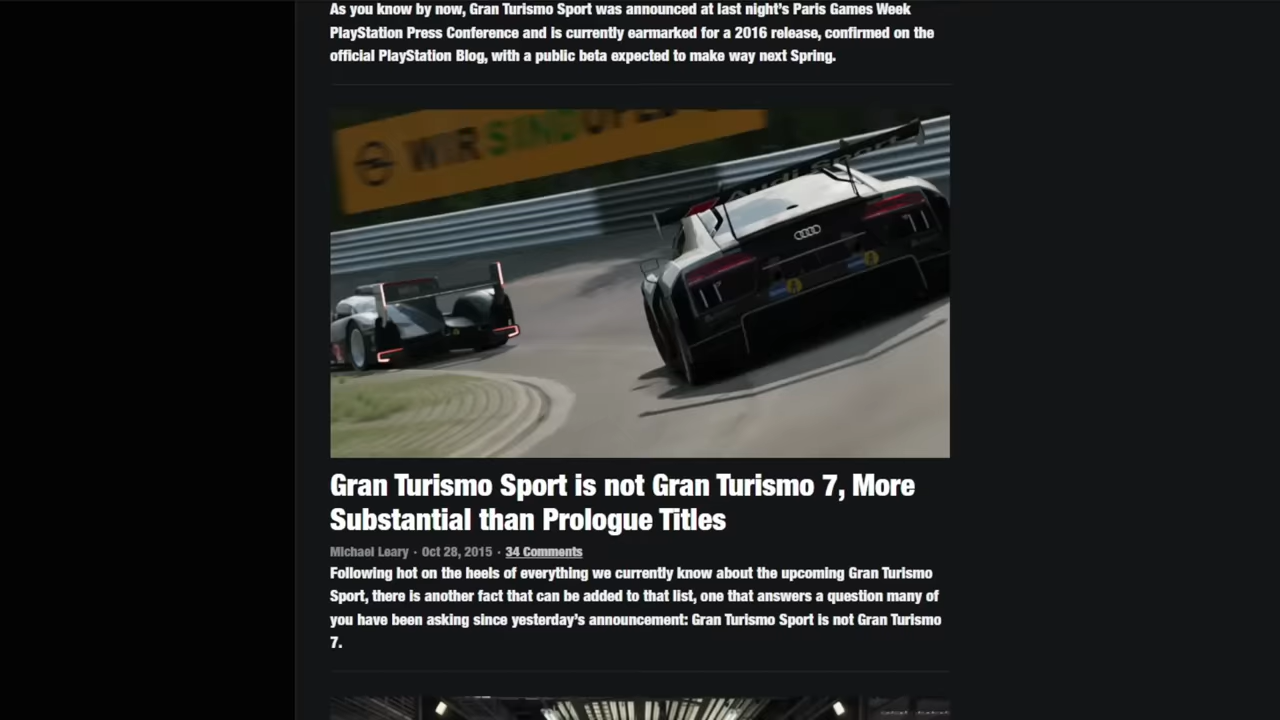 As you know by now, Gran Turismo Sport was announced at last night's Paris Games Week
PlayStation Press Conference and is currently earmarked for a 2016 release, confirmed on the
official PlayStation Blog, with a public beta expected to make way next Spring.
WIR SIND OPEL
Audi Sport
Gran Turismo Sport is not Gran Turismo 7, More
Substantial than Prologue Titles
Michael Leary · Oct 28, 2015 · 34 Comments
Following hot on the heels of everything we currently know about the upcoming Gran Turismo
Sport, there is another fact that can be added to that list, one that answers a question many of
you have been asking since yesterday's announcement: Gran Turismo Sport is not Gran Turismo
7.